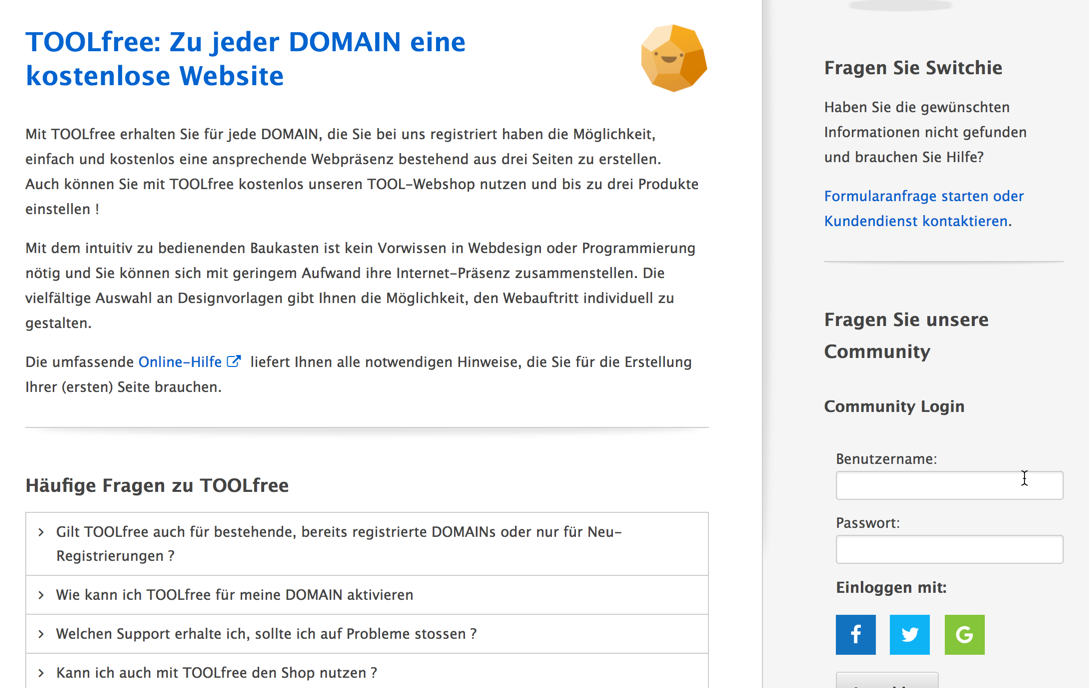 TOOLfree: Zu jeder DOMAIN eine
kostenlose Website
Mit TOOLfree erhalten Sie für jede DOMAIN, die Sie bei uns registriert haben die Möglichkeit,
einfach und kostenlos eine ansprechende Webpräsenz bestehend aus drei Seiten zu erstellen.
Auch können Sie mit TOOLfree kostenlos unseren TOOL-Webshop nutzen und bis zu drei Produkte
einstellen !
Mit dem intuitiv zu bedienenden Baukasten ist kein Vorwissen in Webdesign oder Programmierung
nötig und Sie können sich mit geringem Aufwand ihre Internet-Präsenz zusammenstellen. Die
vielfältige Auswahl an Designvorlagen gibt Ihnen die Möglichkeit, den Webauftritt individuell zu
gestalten.
Die umfassende Online-Hilfe liefert Ihnen alle notwendigen Hinweise, die Sie für die Erstellung
Ihrer (ersten) Seite brauchen.
Häufige Fragen zu TOOLfree
Gilt TOOLfree auch für bestehende, bereits registrierte DOMAINs oder nur für Neu-
Registrierungen ?
Wie kann ich TOOLfree für meine DOMAIN aktivieren
Welchen Support erhalte ich, sollte ich auf Probleme stossen ?
Kann ich auch mit TOOLfree den Shop nutzen ?
Fragen Sie Switchie
Haben Sie die gewünschten
Informationen nicht gefunden
und brauchen Sie Hilfe?
Formularanfrage starten oder
Kundendienst kontaktieren.
Fragen Sie unsere
Community
Community Login
Benutzername:
Passwort:
Einloggen mit:
f
G